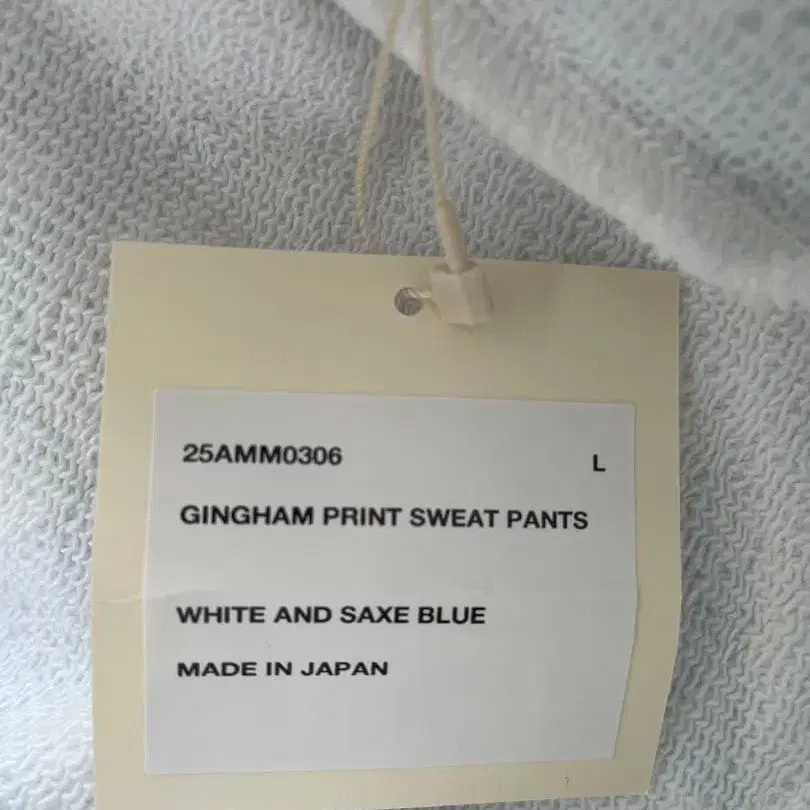 25AMM0306 L
GINGHAM PRINT SWEAT PANTS
WHITE AND SAXE BLUE
MADE IN JAPAN